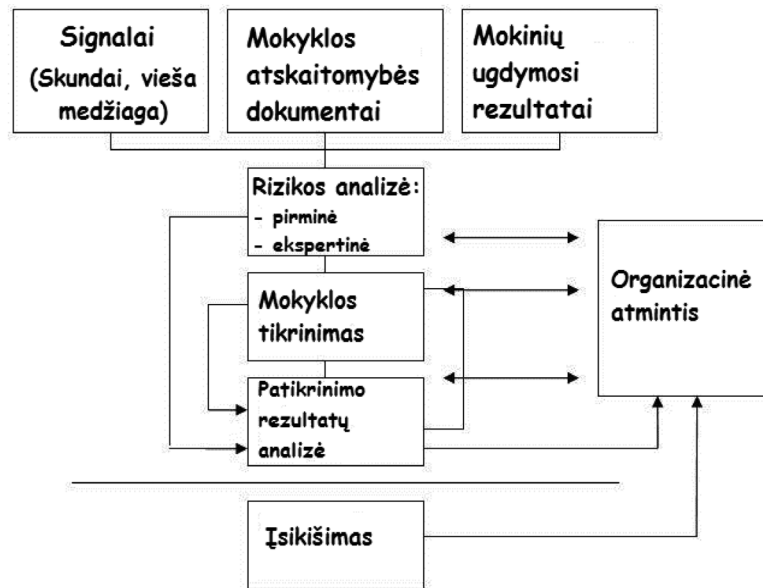 Signalai
(Skundai, vieša
medžiaga)
Mokyklos
atskaitomybės
dokumentai
Mokinių
ugdymosi
rezultatai
Rizikos analizė:
- pirminė
- ekspertinė
Mokyklos
tikrinimas
Patikrinimo
rezultatų
analizė
Organizacinė
atmintis
Įsikišimas